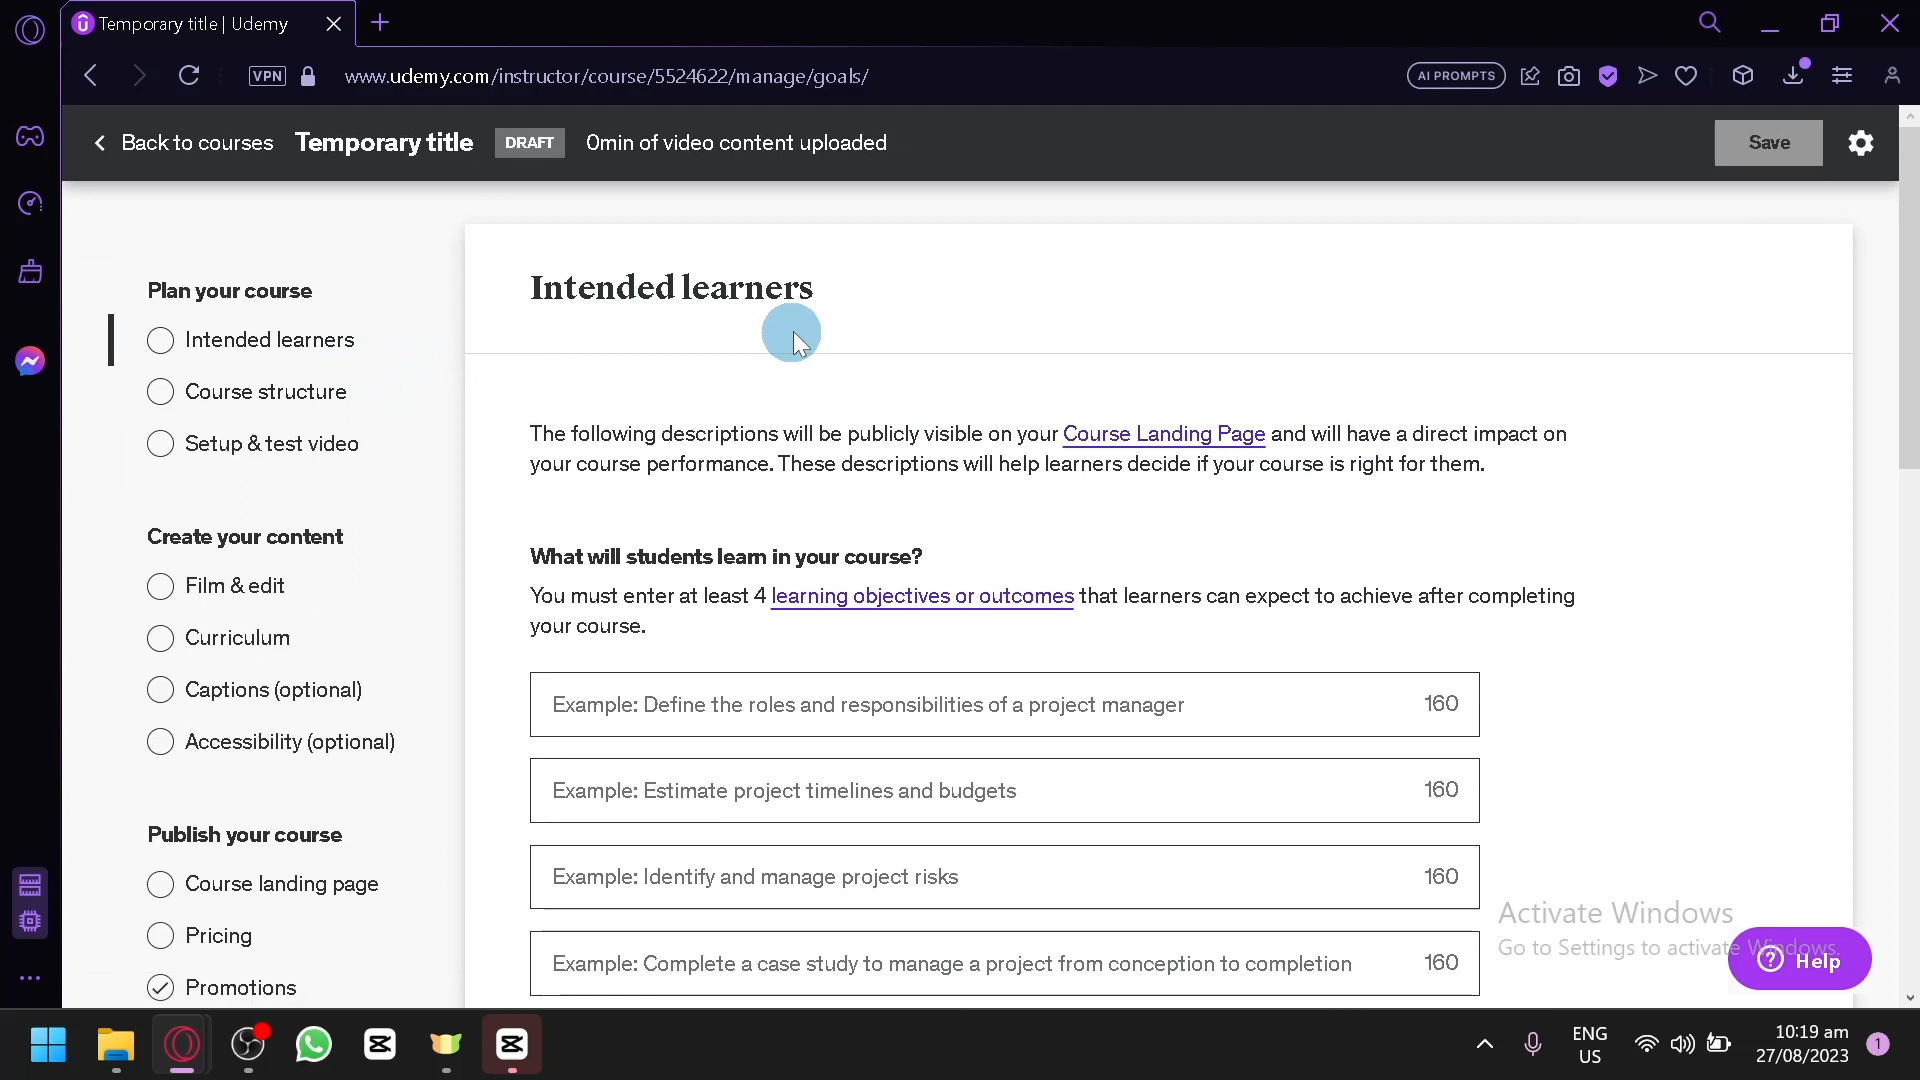 Temporary title | Udemy
VPN
www.udemy.com/instructor/course/5524622/manage/goals/
AI PROMPTS
Back to courses
Temporary title
DRAFT
0min of video content uploaded
Save
Plan your course
Intended learners
Course structure
Setup & test video
Create your content
Film & edit
Curriculum
Captions (optional)
Accessibility (optional)
Publish your course
Course landing page
Pricing
Promotions
Intended learners
The following descriptions will be publicly visible on your Course Landing Page and will have a direct impact on
your course performance. These descriptions will help learners decide if your course is right for them.
What will students learn in your course?
You must enter at least 4 learning objectives or outcomes that learners can expect to achieve after completing
your course.
Example: Define the roles and responsibilities of a project manager 160
Example: Estimate project timelines and budgets 160
Example: Identify and manage project risks 160
Example: Complete a case study to manage a project from conception to completion 160
Activate Windows
Go to Settings to activate Windows.
Help
ENG
US
10:19 am
27/08/2023
1